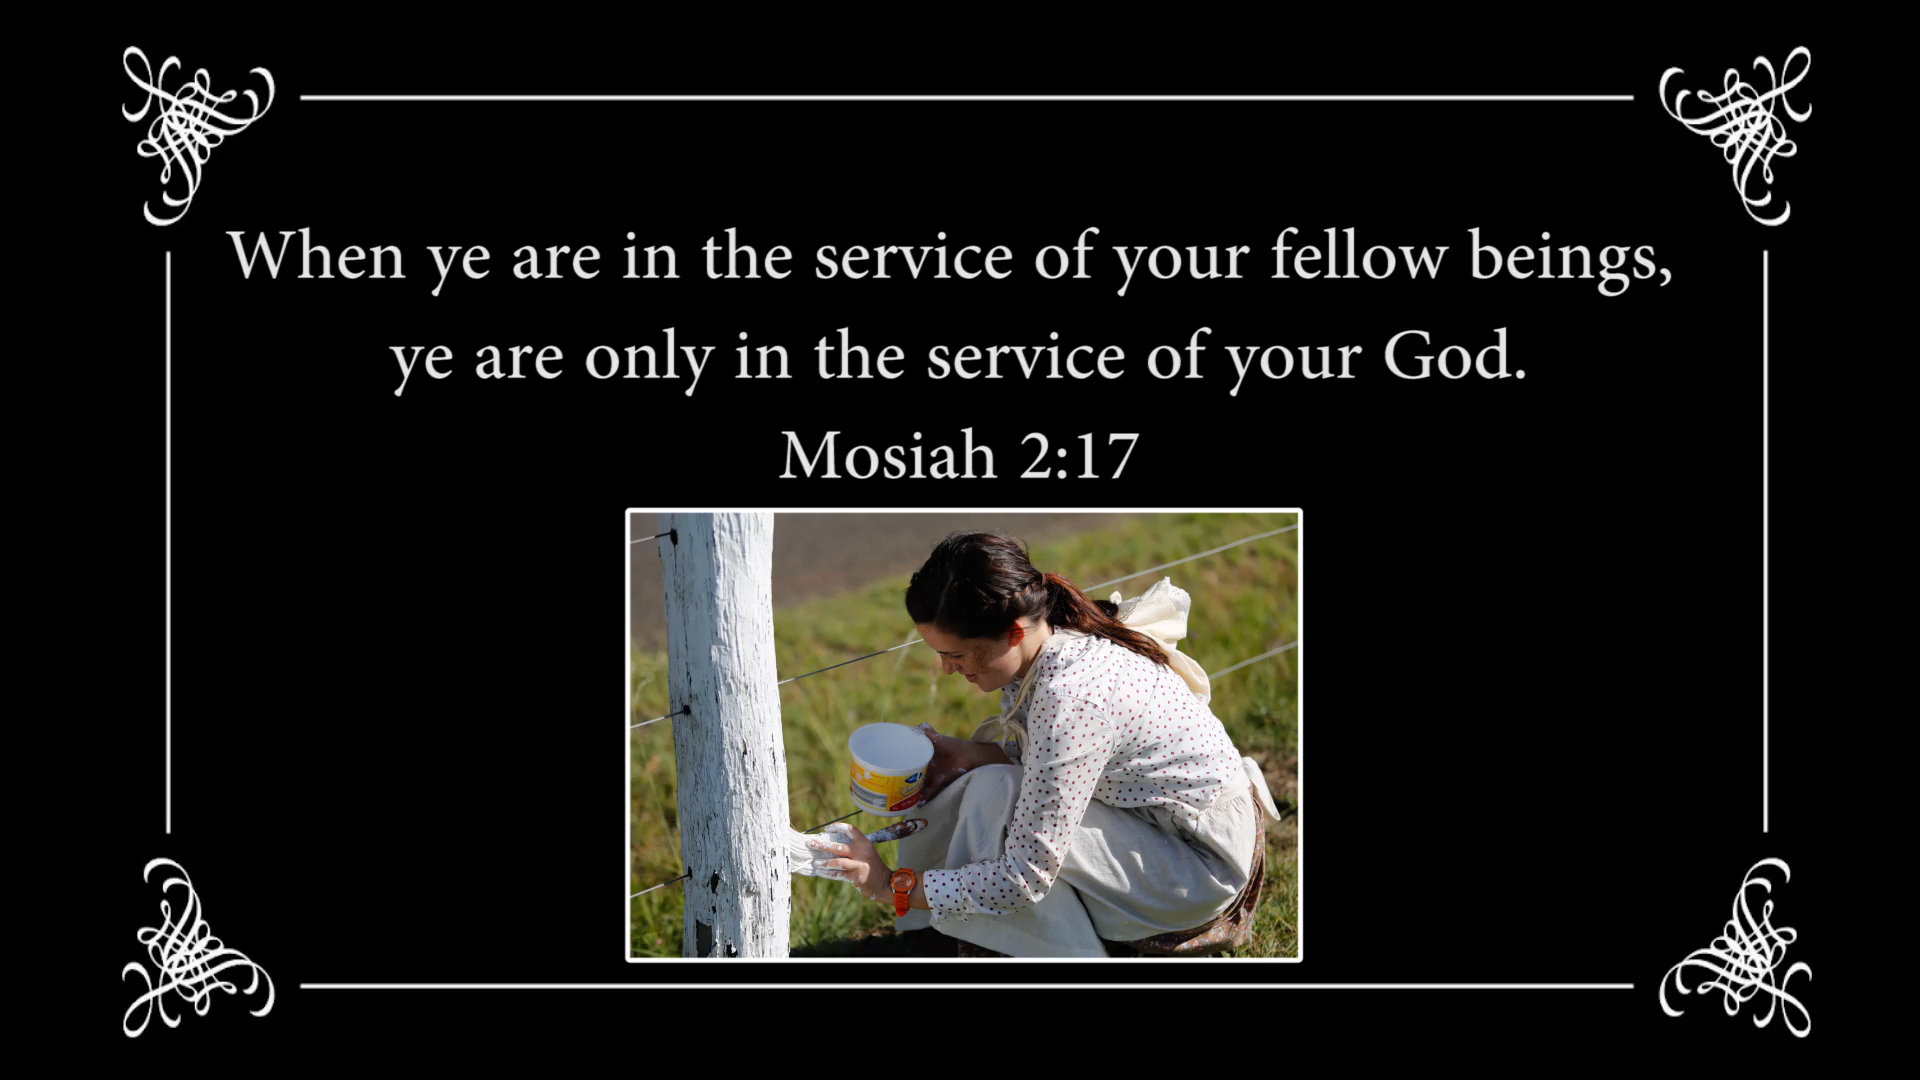 When ye are in the service of your fellow beings,
ye are only in the service of your God.
Mosiah 2:17